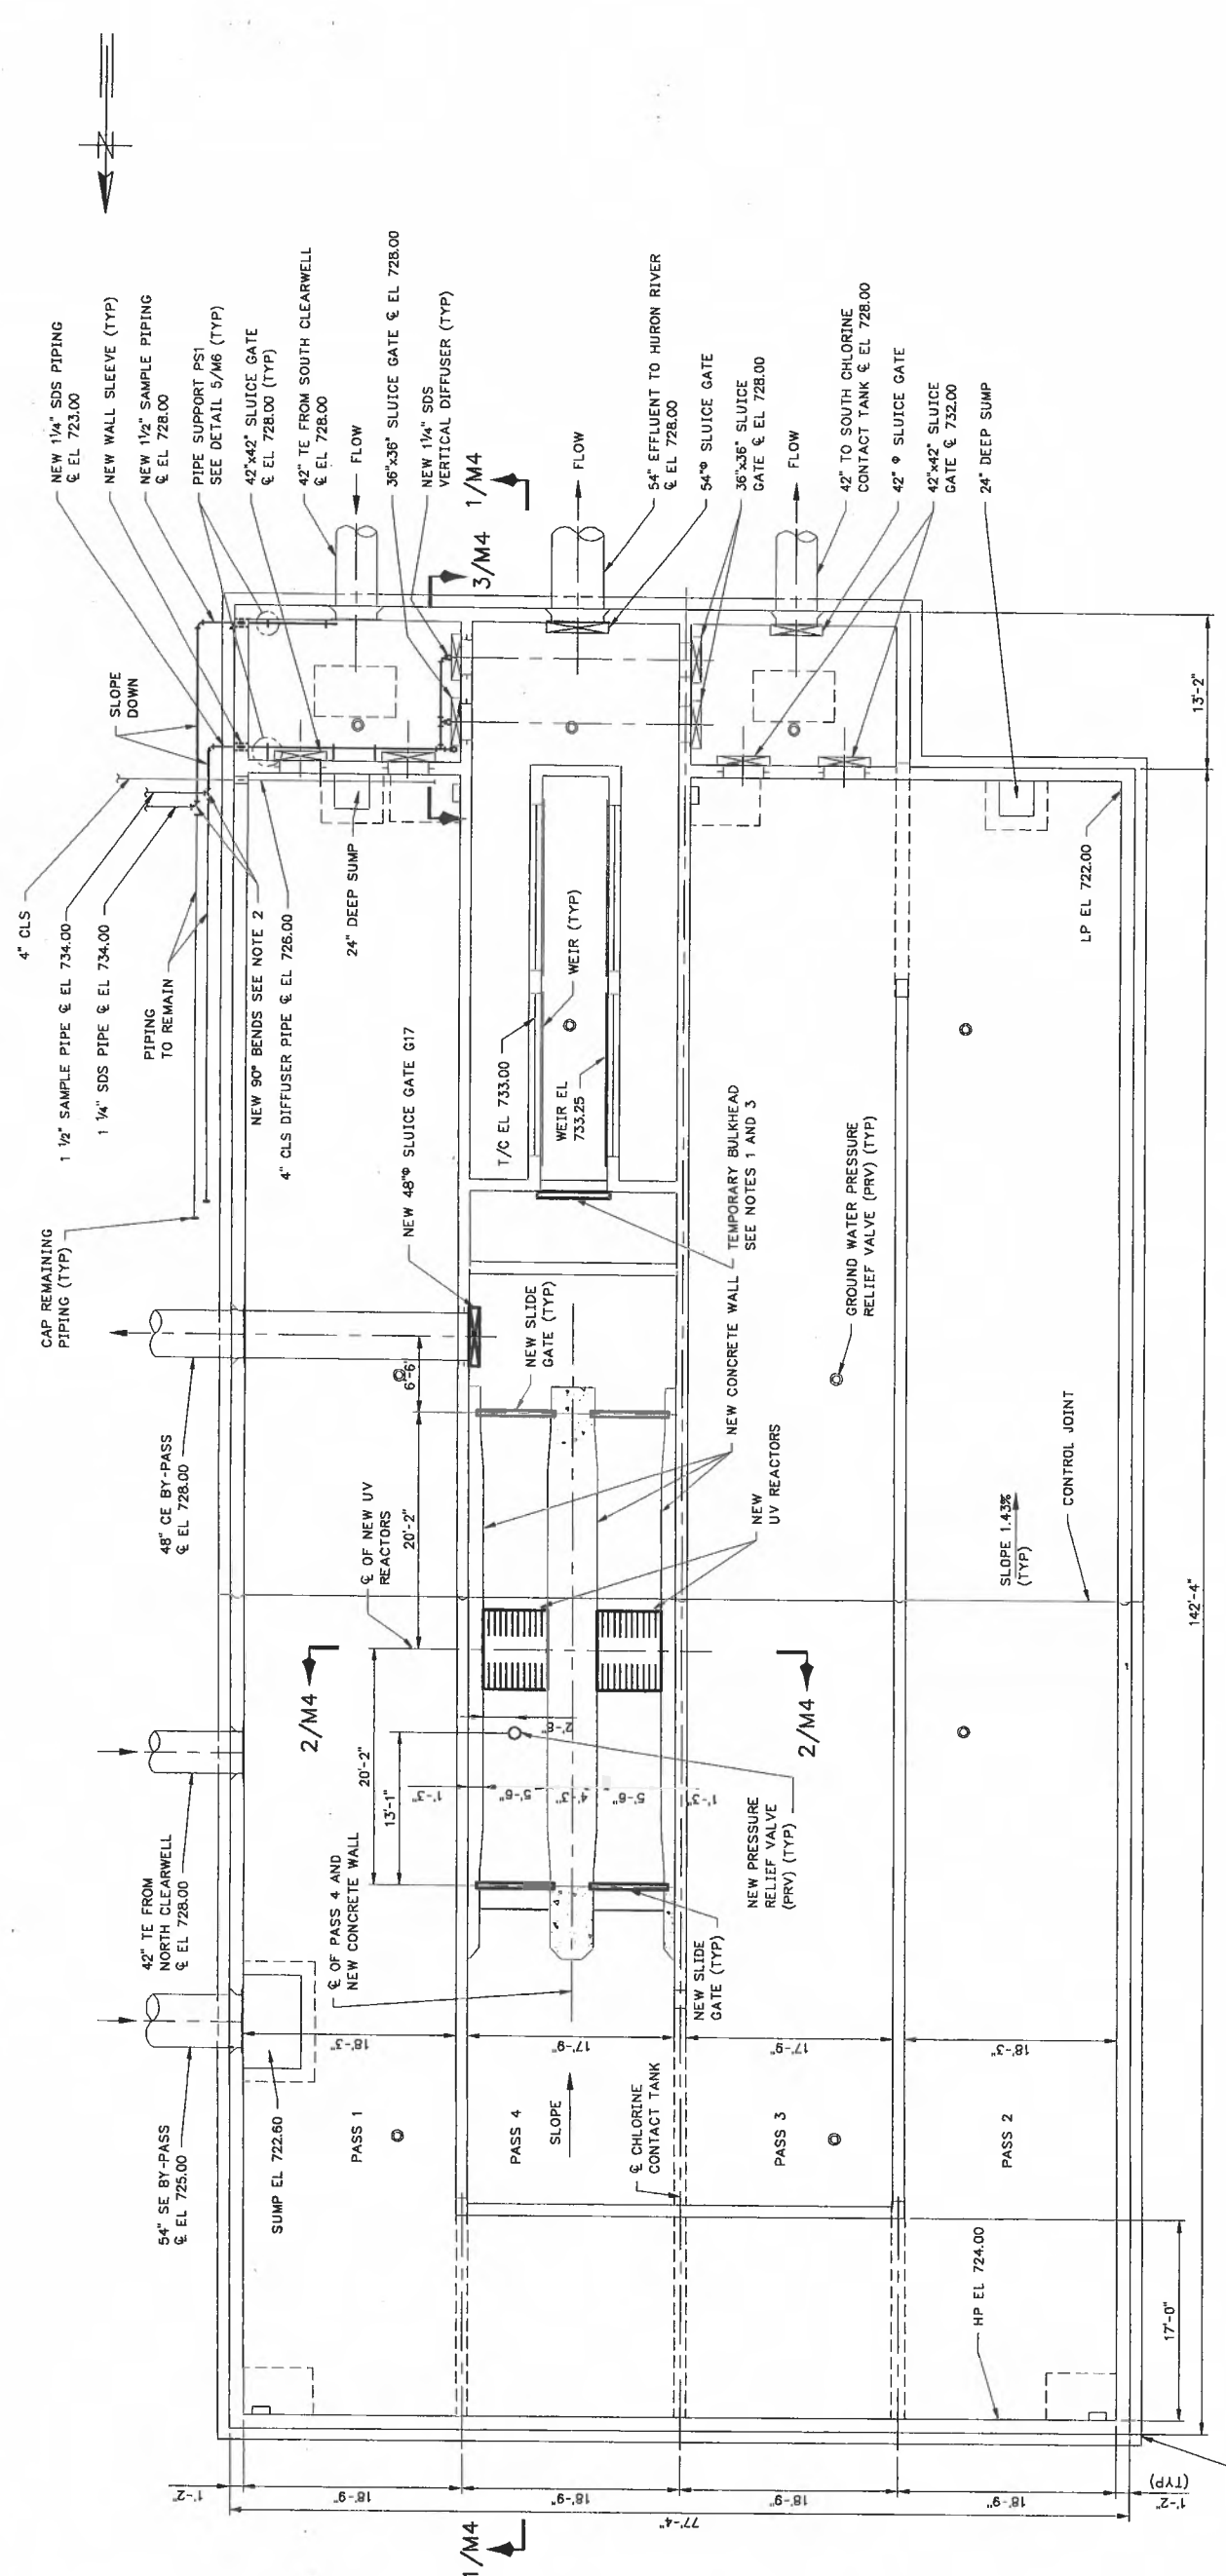 N
NEW 1¼" SDS PIPING
℄ EL 723.00
NEW WALL SLEEVE (TYP)
NEW 1½" SAMPLE PIPING
℄ EL 728.00
PIPE SUPPORT PS1
SEE DETAIL 5/M6 (TYP)
42"x42" SLUICE GATE
℄ EL 728.00 (TYP)
42" TE FROM SOUTH CLEARWELL
℄ EL 728.00
FLOW
36"x36" SLUICE GATE ℄ EL 728.00
NEW 1¼" SDS
VERTICAL DIFFUSER (TYP)
1/M4
3/M4
FLOW
54" EFFLUENT TO HURON RIVER
℄ EL 728.00
54"Φ SLUICE GATE
36"x36" SLUICE
GATE ℄ EL 728.00
FLOW
42" TO SOUTH CHLORINE
CONTACT TANK ℄ EL 728.00
42" Φ SLUICE GATE
42"x42" SLUICE
GATE ℄ 732.00
24" DEEP SUMP
SLOPE
DOWN
13'-2"
4" CLS
1 ½" SAMPLE PIPE ℄ EL 734.00
1 ¼" SDS PIPE ℄ EL 734.00
PIPING
TO REMAIN
NEW 90° BENDS SEE NOTE 2
4" CLS DIFFUSER PIPE ℄ EL 726.00
24" DEEP SUMP
T/C EL 733.00
WEIR (TYP)
WEIR EL
733.25
LP EL 722.00
CAP REMAINING
PIPING (TYP)
NEW 48"Φ SLUICE GATE G17
TEMPORARY BULKHEAD
SEE NOTES 1 AND 3
48" CE BY-PASS
℄ EL 728.00
6'-6"
NEW SLIDE
GATE (TYP)
NEW CONCRETE WALL
GROUND WATER PRESSURE
RELIEF VALVE (PRV) (TYP)
℄ OF NEW UV
REACTORS
20'-2"
NEW
UV REACTORS
SLOPE 1.43%
(TYP)
CONTROL JOINT
142'-4"
2/M4
2/M4
42" TE FROM
NORTH CLEARWELL
℄ EL 728.00
20'-2"
13'-1"
2'-8"
1'-3"
5'-6"
4'-3"
5'-6"
1'-3"
℄ OF PASS 4 AND
NEW CONCRETE WALL
NEW PRESSURE
RELIEF VALVE
(PRV) (TYP)
NEW SLIDE
GATE (TYP)
54" SE BY-PASS
℄ EL 725.00
SUMP EL 722.60
18'-3"
17'-9"
17'-9"
18'-3"
PASS 1
PASS 4
SLOPE
℄ CHLORINE
CONTACT TANK
PASS 3
PASS 2
HP EL 724.00
17'-0"
1'-2"
18'-9"
18'-9"
18'-9"
18'-9"
1'-2"
(TYP)
77'-4"
1/M4